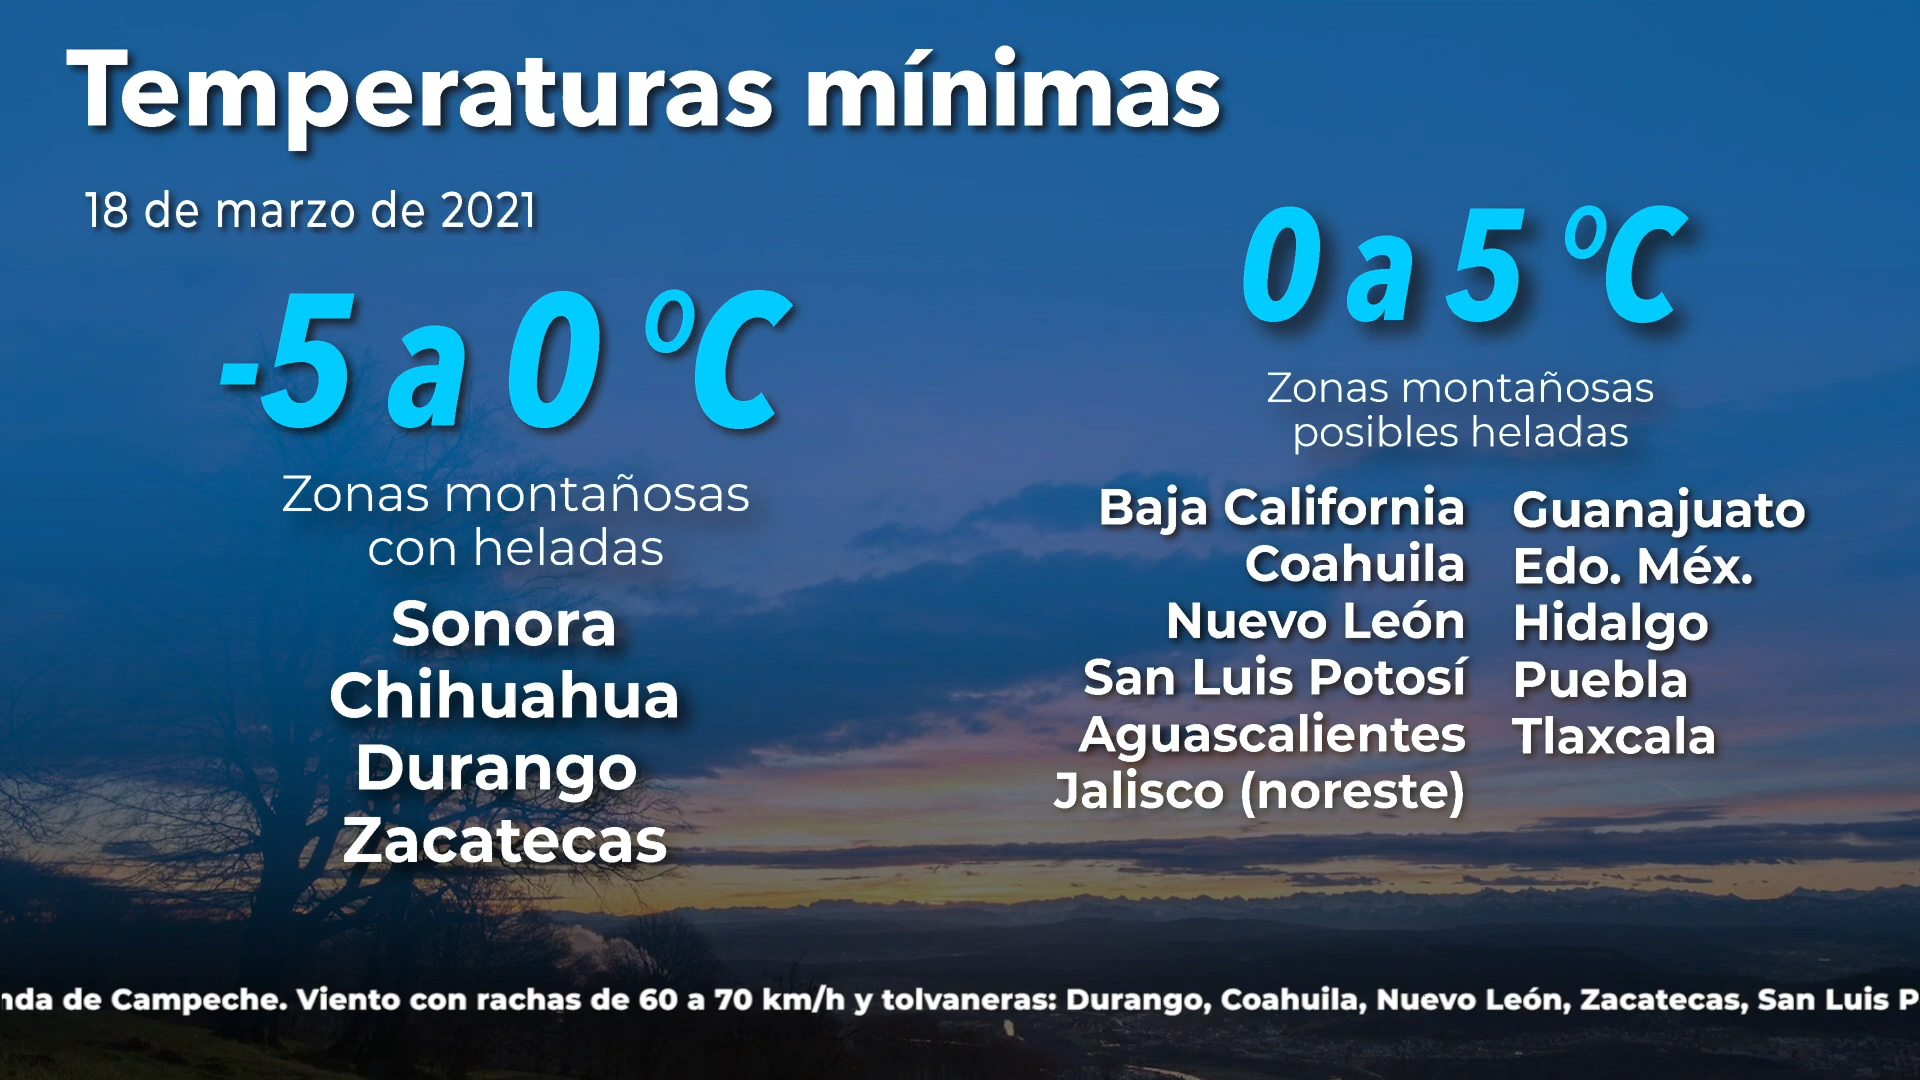 Temperaturas mínimas
18 de marzo de 2021
-5 a 0 ºC
Zonas montañosas
con heladas
Sonora
Chihuahua
Durango
Zacatecas
0 a 5 ºC
Zonas montañosas
posibles heladas
Baja California
Coahuila
Nuevo León
San Luis Potosí
Aguascalientes
Jalisco (noreste)
Guanajuato
Edo. Méx.
Hidalgo
Puebla
Tlaxcala
nda de Campeche. Viento con rachas de 60 a 70 km/h y tolvaneras: Durango, Coahuila, Nuevo León, Zacatecas, San Luis P